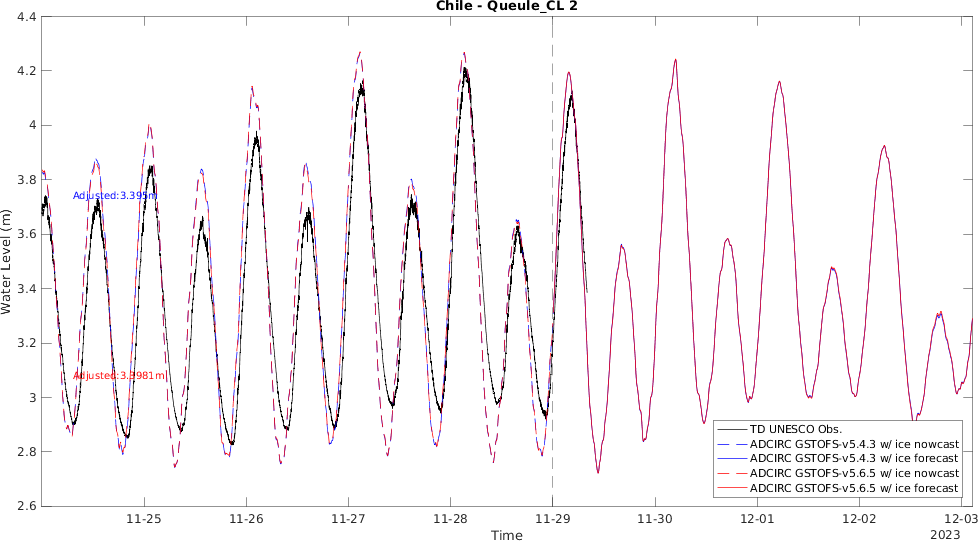 Chile - Queule_CL 2
4.4
4.2
4
3.8
3.6
3.4
3.2
3
2.8
2.6
Water Level (m)
Adjusted:3.395m
Adjusted:3.3981m
TD UNESCO Obs.
ADCIRC GSTOFS-v5.4.3 w/ ice nowcast
ADCIRC GSTOFS-v5.4.3 w/ ice forecast
ADCIRC GSTOFS-v5.6.5 w/ ice nowcast
ADCIRC GSTOFS-v5.6.5 w/ ice forecast
11-25 11-26 11-27 11-28 11-29 11-30 12-01 12-02 12-03
Time
2023